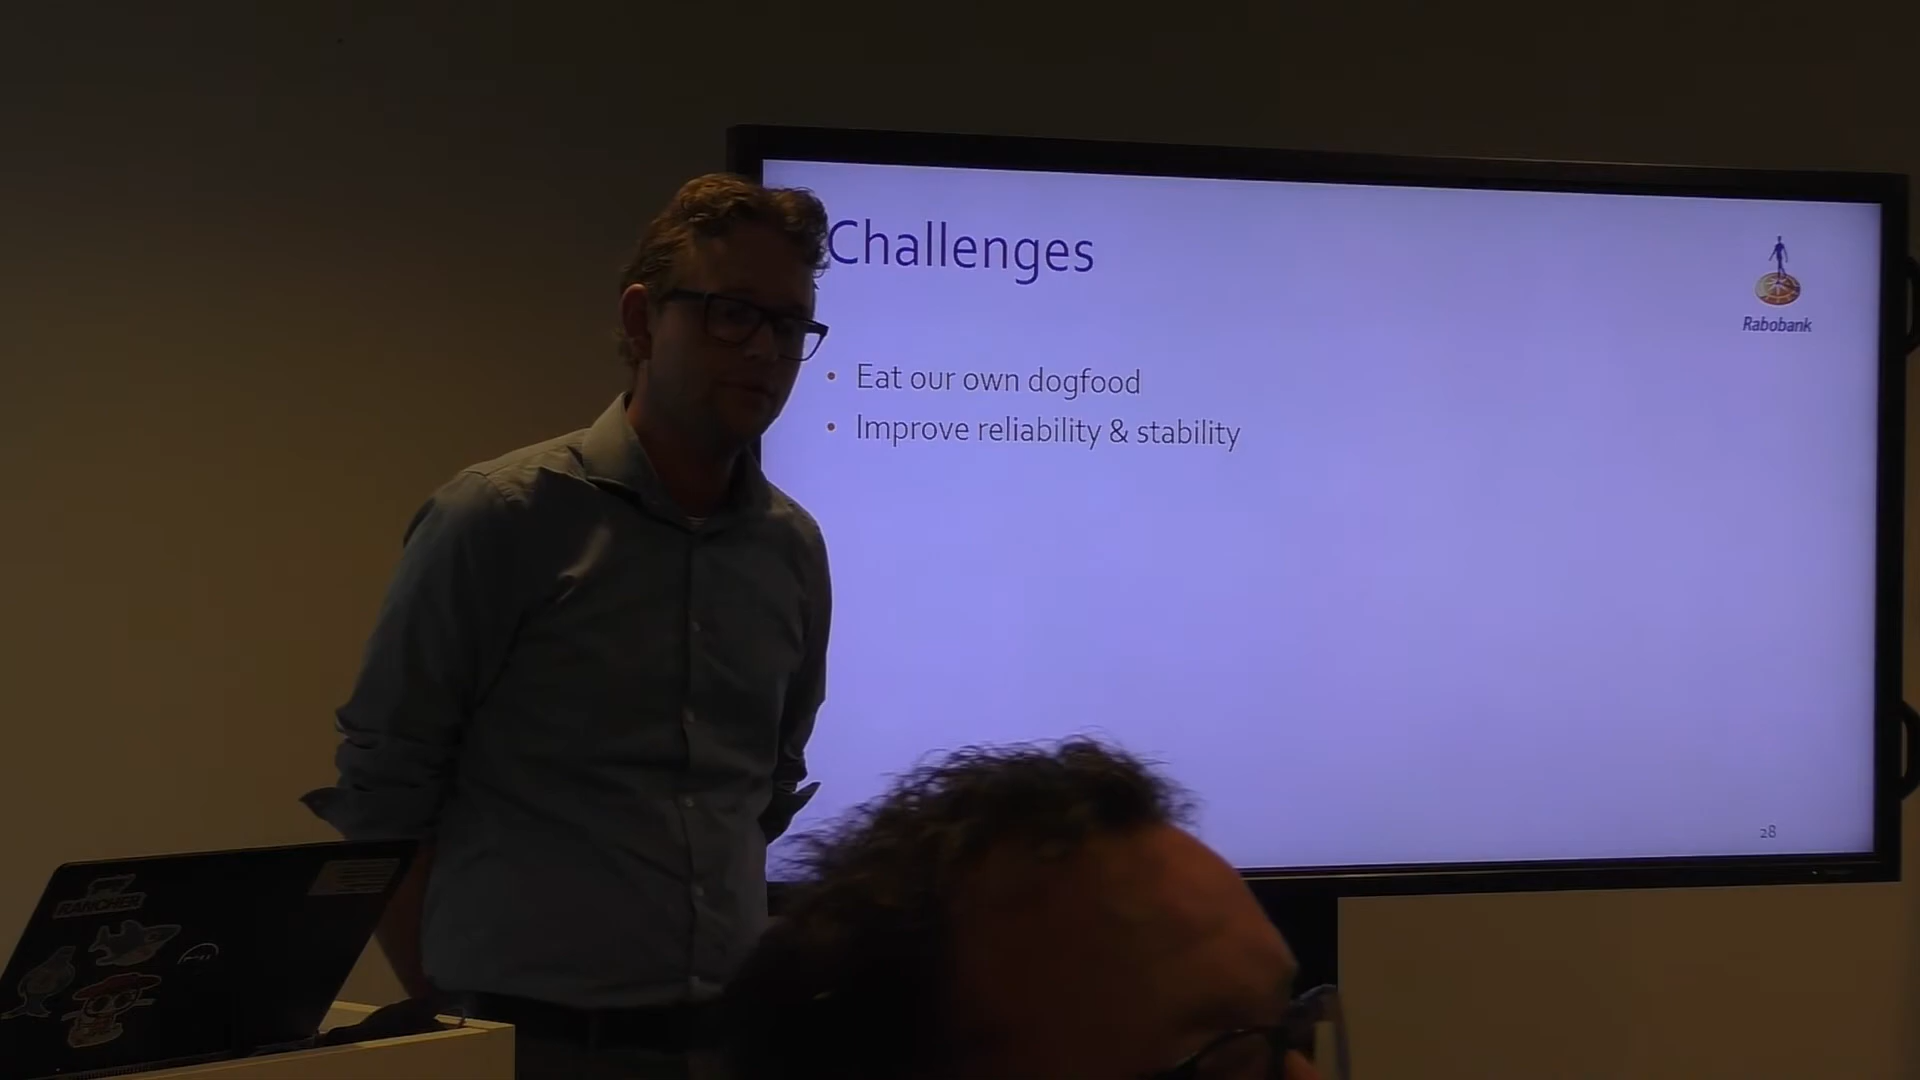 Challenges
Rabobank
• Eat our own dogfood
• Improve reliability & stability
28
RANCHER